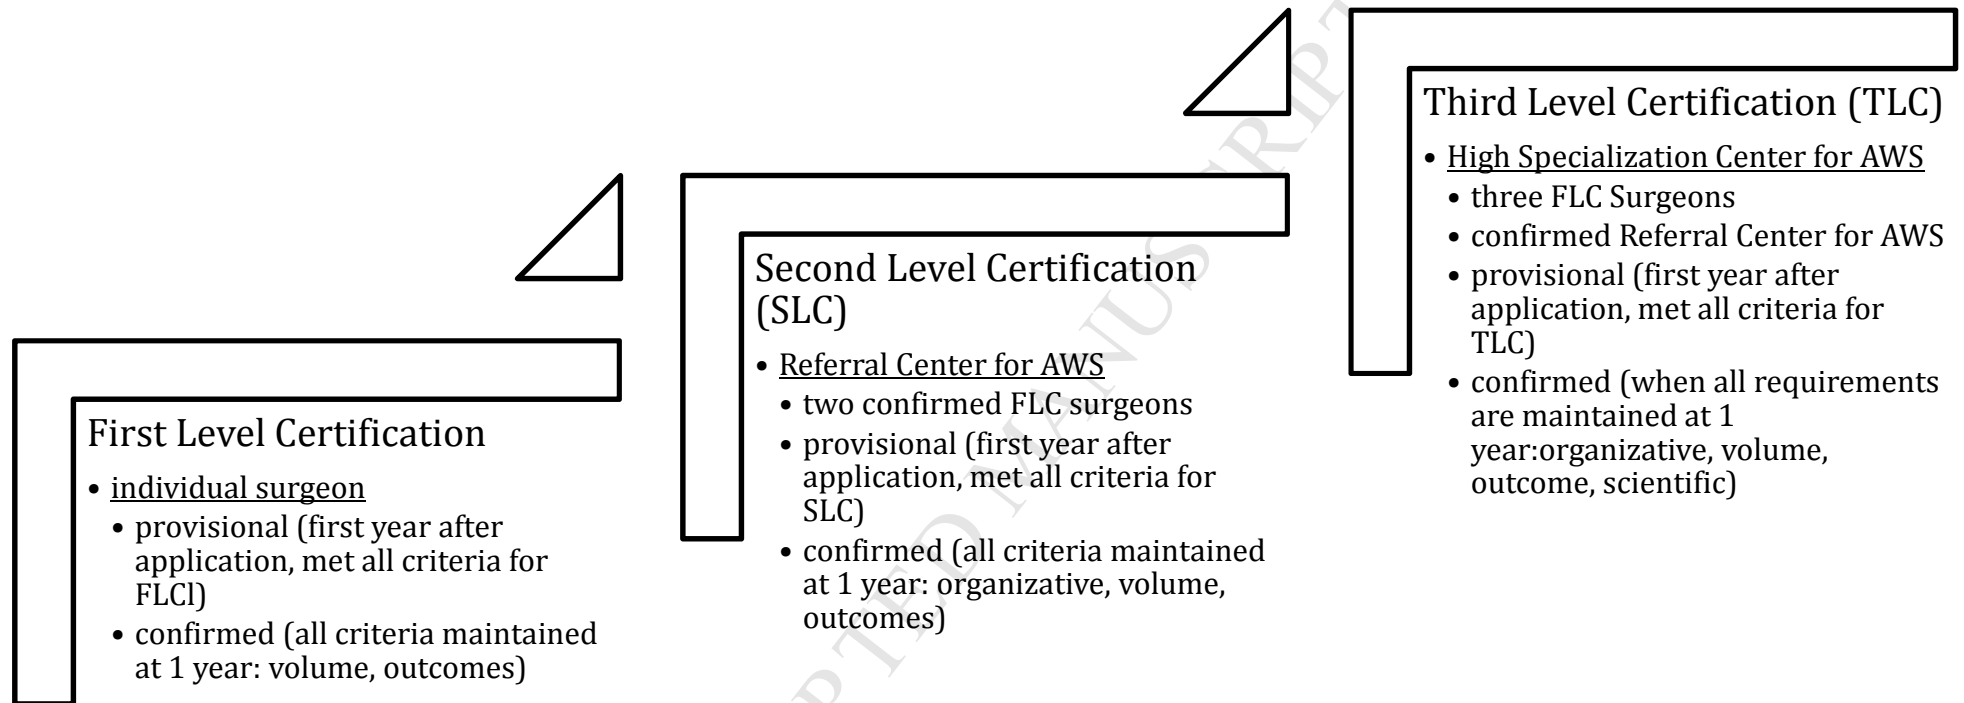 First Level Certification
• individual surgeon
• provisional (first year after
application, met all criteria for
FLCl)
• confirmed (all criteria maintained
at 1 year: volume, outcomes)
Second Level Certification
(SLC)
• Referral Center for AWS
• two confirmed FLC surgeons
• provisional (first year after
application, met all criteria for
SLC)
• confirmed (all criteria maintained
at 1 year: organizative, volume,
outcomes)
Third Level Certification (TLC)
• High Specialization Center for AWS
• three FLC Surgeons
• confirmed Referral Center for AWS
• provisional (first year after
application, met all criteria for
TLC)
• confirmed (when all requirements
are maintained at 1
year:organizative, volume,
outcome, scientific)
PTED MANUSCRIPT